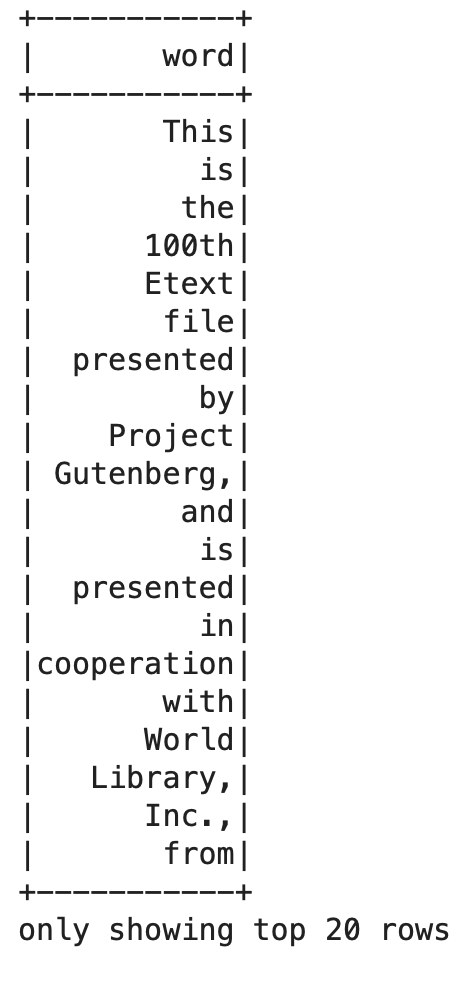 +-----------+
|       word|
+-----------+
|       This|
|         is|
|        the|
|      100th|
|      Etext|
|       file|
|  presented|
|         by|
|    Project|
| Gutenberg,|
|        and|
|         is|
|  presented|
|         in|
|cooperation|
|       with|
|      World|
|   Library,|
|      Inc.,|
|       from|
+-----------+
only showing top 20 rows